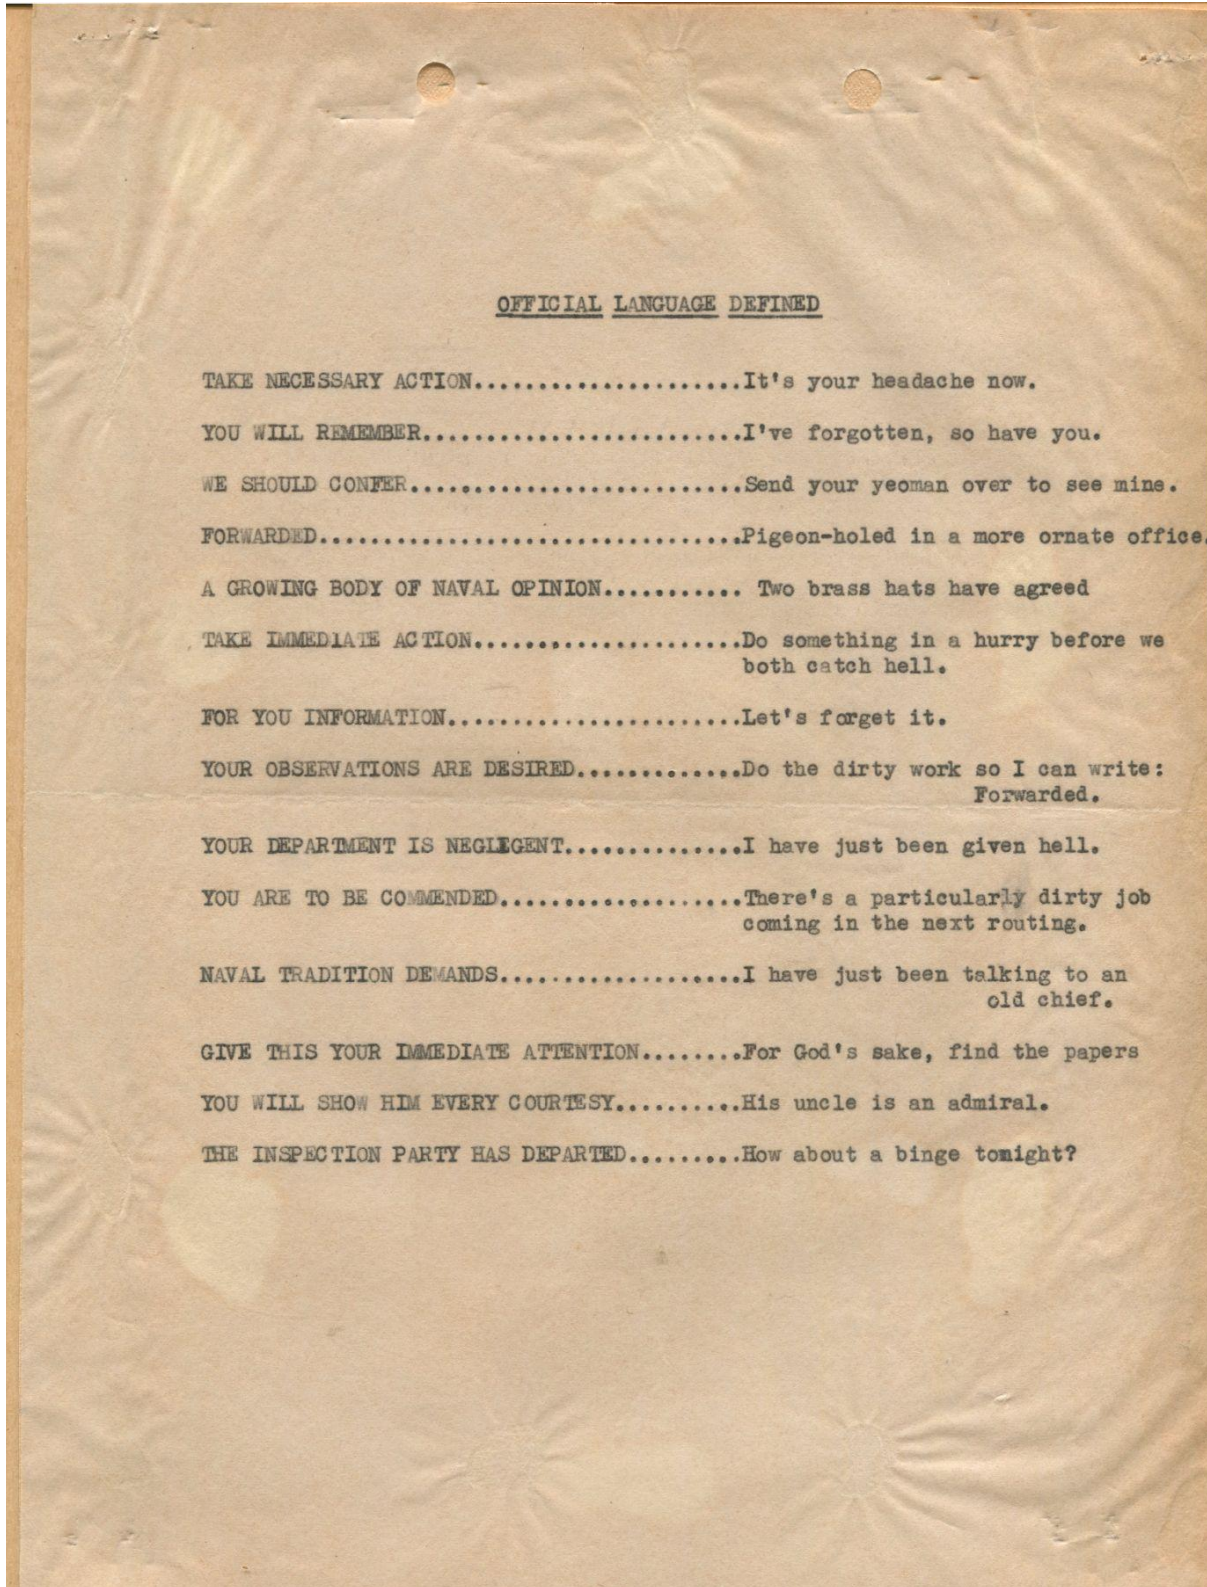 OFFICIAL LANGUAGE DEFINED
TAKE NECESSARY ACTION.....................It's your headache now.
YOU WILL REMEMBER.........................I've forgotten, so have you.
WE SHOULD CONFER..........................Send your yeoman over to see mine.
FORWARDED.................................Pigeon-holed in a more ornate office.
A GROWING BODY OF NAVAL OPINION........... Two brass hats have agreed
TAKE IMMEDIATE ACTION.....................Do something in a hurry before we
both catch hell.
FOR YOU INFORMATION.......................Let's forget it.
YOUR OBSERVATIONS ARE DESIRED.............Do the dirty work so I can write:
Forwarded.
YOUR DEPARTMENT IS NEGLIGENT..............I have just been given hell.
YOU ARE TO BE COMMENDED...................There's a particularly dirty job
coming in the next routing.
NAVAL TRADITION DEMANDS...................I have just been talking to an
old chief.
GIVE THIS YOUR IMMEDIATE ATTENTION........For God's sake, find the papers
YOU WILL SHOW HIM EVERY COURTESY..........His uncle is an admiral.
THE INSPECTION PARTY HAS DEPARTED.........How about a binge tonight?